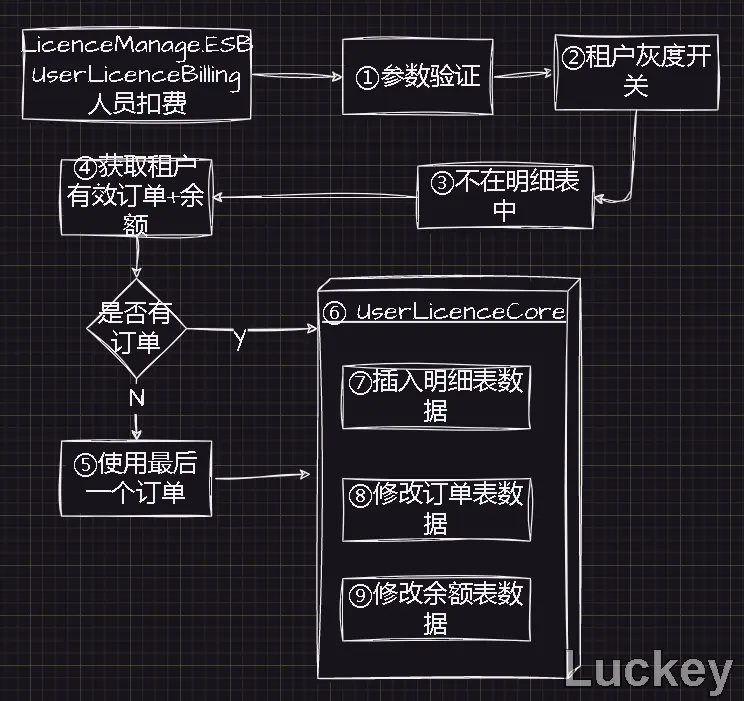 LicenceManage.ESB
UserLicenceBilling
人员扣费
①参数验证
②租户灰度开
关
③不在明细表
中
④获取租户
有效订单+余
额
是否有
订单
Y
N
⑤使用最后
一个订单
⑥ UserLicenceCore
⑦插入明细表数
据
⑧修改订单表数
据
⑨修改余额表数
据
Luckey